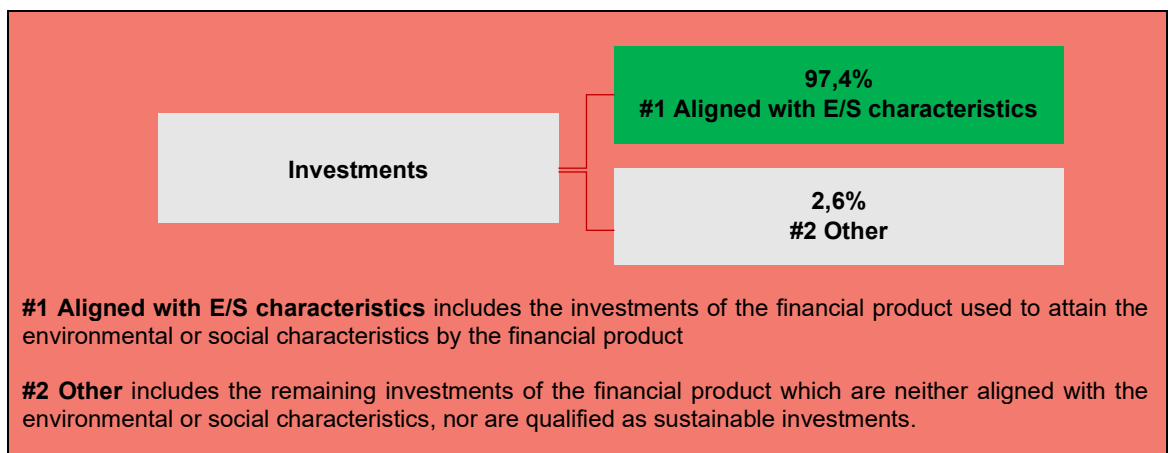 97,4%
#1 Aligned with E/S characteristics
Investments
2,6%
#2 Other
#1 Aligned with E/S characteristics includes the investments of the financial product used to attain the
environmental or social characteristics by the financial product
#2 Other includes the remaining investments of the financial product which are neither aligned with the
environmental or social characteristics, nor are qualified as sustainable investments.